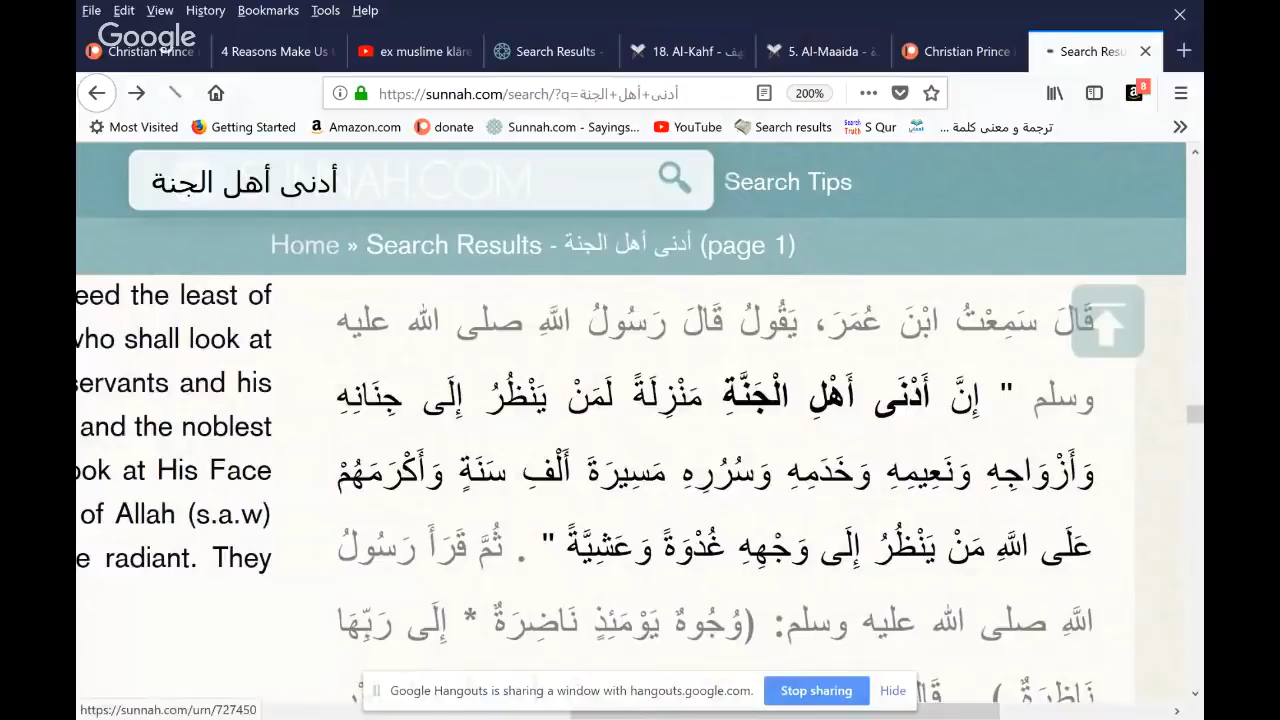 File Edit View History Bookmarks Tools Help
Google
Christian Prince
4 Reasons Make Us
ex muslime kläre
Search Results -
18. Al-Kahf -
5. Al-Maaida -
Christian Prince
Search Resu
https://sunnah.com/search/?q=أدنى+أهل+الجنة
200%
8
Most Visited Getting Started Amazon.com donate Sunnah.com - Sayings... YouTube Search results S Qur ترجمة و معنى كلمة ...
أدنى أهل الجنة
SUNNAH.COM
Search Tips
Home » Search Results - أدنى أهل الجنة (page 1)
eed the least of
who shall look at
servants and his
and the noblest
ook at His Face
of Allah (s.a.w)
e radiant. They
قَالَ سَمِعْتُ ابْنَ عُمَرَ، يَقُولُ قَالَ رَسُولُ اللَّهِ صلى الله عليه
وسلم " إِنَّ أَدْنَى أَهْلِ الْجَنَّةِ مَنْزِلَةً لَمَنْ يَنْظُرُ إِلَى جِنَانِهِ
وَأَزْوَاجِهِ وَنَعِيمِهِ وَخَدَمِهِ وَسُرُرِهِ مَسِيرَةَ أَلْفِ سَنَةٍ وَأَكْرَمَهُمْ
عَلَى اللَّهِ مَنْ يَنْظُرُ إِلَى وَجْهِهِ غُدْوَةً وَعَشِيَّةً " . ثُمَّ قَرَأَ رَسُولُ
اللَّهِ صلى الله عليه وسلم: (وُجُوهٌ يَوْمَئِذٍ نَاضِرَةٌ * إِلَى رَبِّهَا
نَاظِرَةٌ )
Google Hangouts is sharing a window with hangouts.google.com. Stop sharing Hide
https://sunnah.com/urn/727450